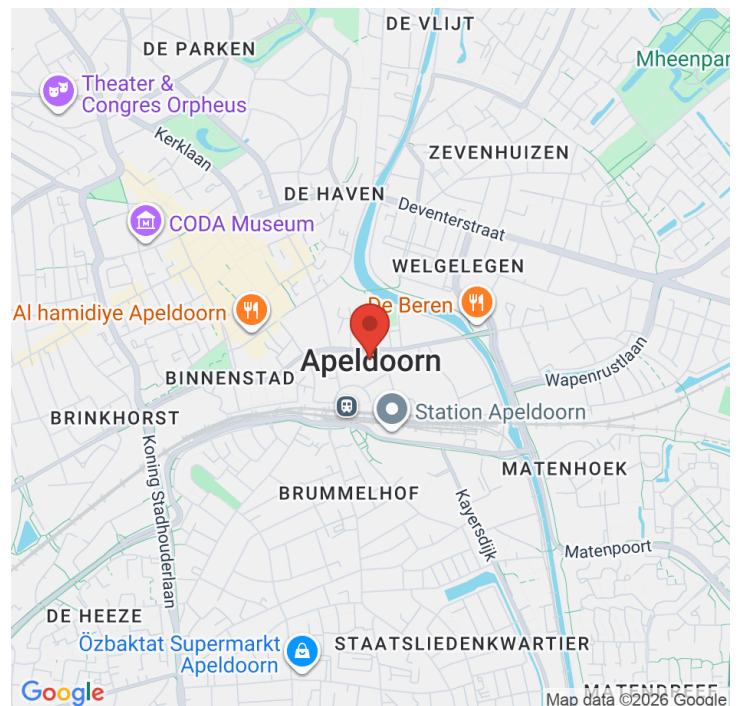 DE VLIJT
DE PARKEN
Mheenpar
Theater &
Congres Orpheus
Kerklaan
ZEVENHUIZEN
DE HAVEN
Deventerstraat
CODA Museum
WELGELEGEN
De Beren
Al hamidiye Apeldoorn
Apeldoorn
BINNENSTAD
Wapenrustlaan
BRINKHORST
Station Apeldoorn
Koning Stadhouderlaan
MATENHOEK
BRUMMELHOF
Kayersdijk
Matenpoort
DE HEEZE
Özbaktat Supermarkt
Apeldoorn
STAATSLIEDENKWARTIER
MATENDREEF
Google
Map data ©2026 Google